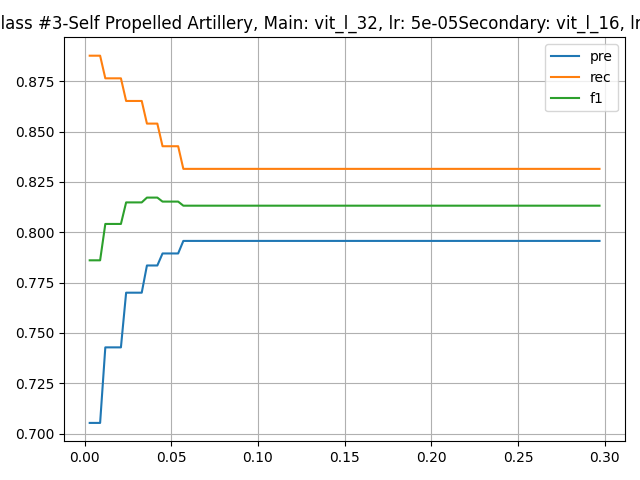 lass #3-Self Propelled Artillery, Main: vit_l_32, lr: 5e-05Secondary: vit_l_16, lr
pre
rec
f1
0.875
0.850
0.825
0.800
0.775
0.750
0.725
0.700
0.00 0.05 0.10 0.15 0.20 0.25 0.30